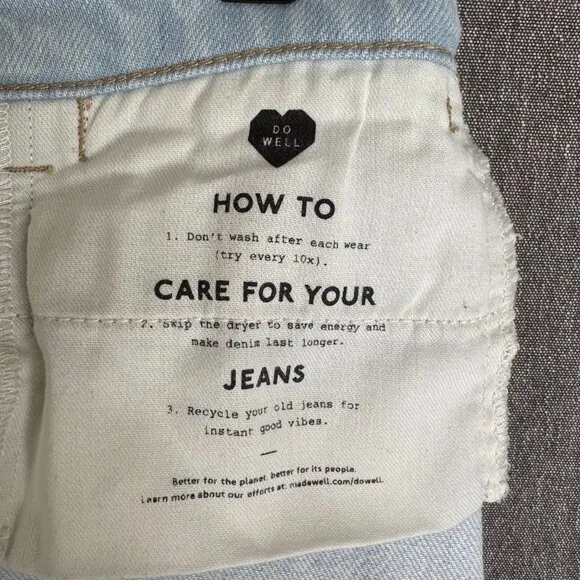 DO
WELL
HOW TO
1. Don't wash after each wear
(try every 10x).
CARE FOR YOUR
2. Skip the dryer to save energy and
make denim last longer.
JEANS
3. Recycle your old jeans for
instant good vibes.
—
Better for the planet, better for its people.
Learn more about our efforts at madewell.com/dowell.